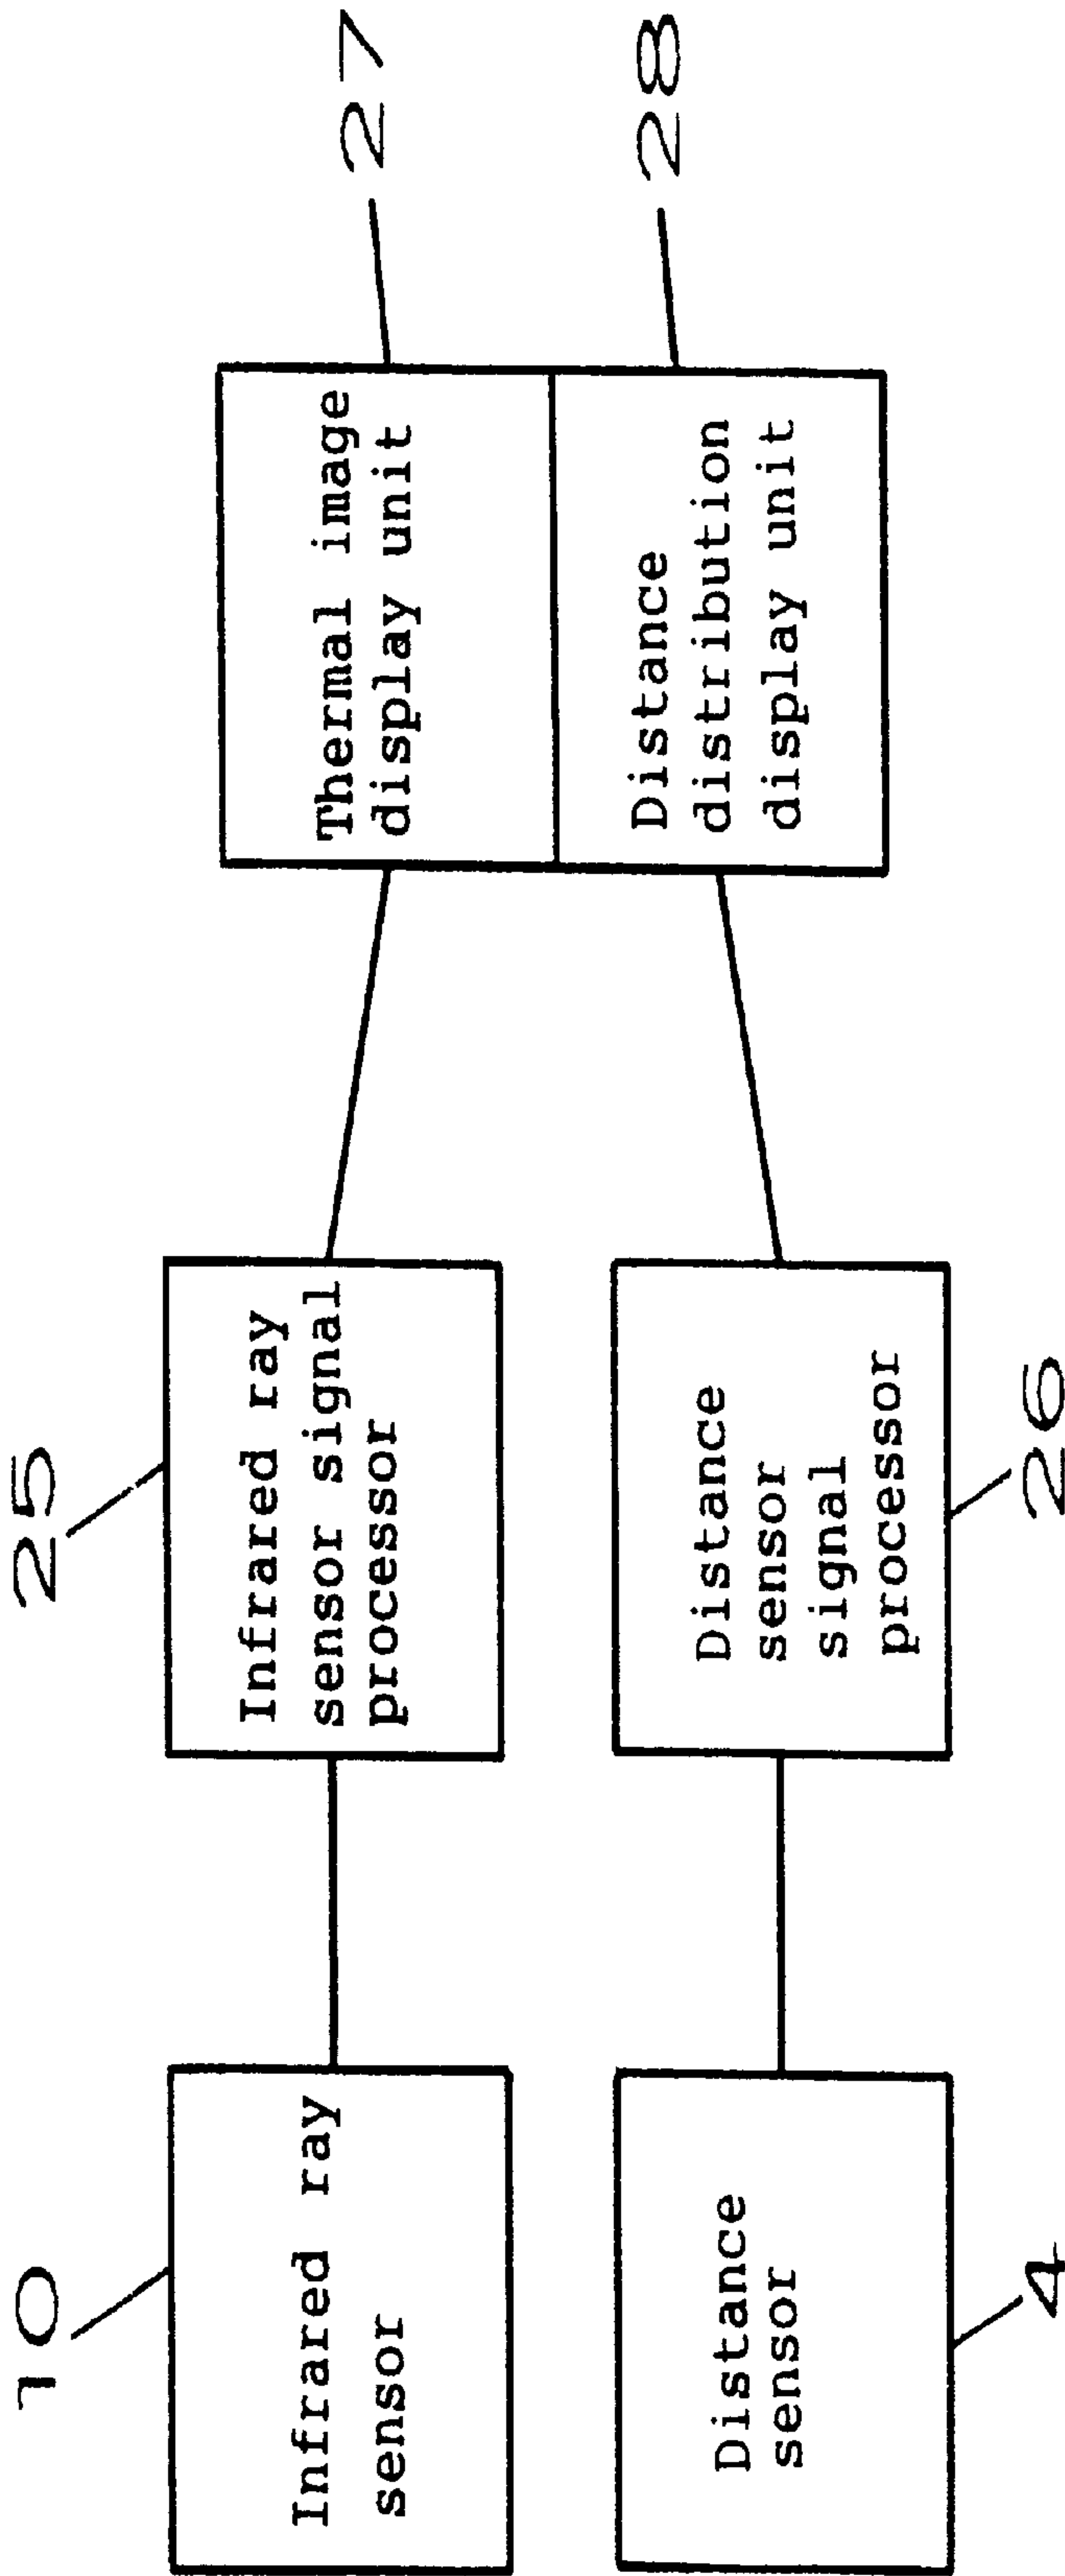 10
Infrared ray
sensor
25
Infrared ray
sensor signal
processor
Thermal image
display unit
27
Distance
sensor
4
Distance
sensor
signal
processor
26
Distance
distribution
display unit
28